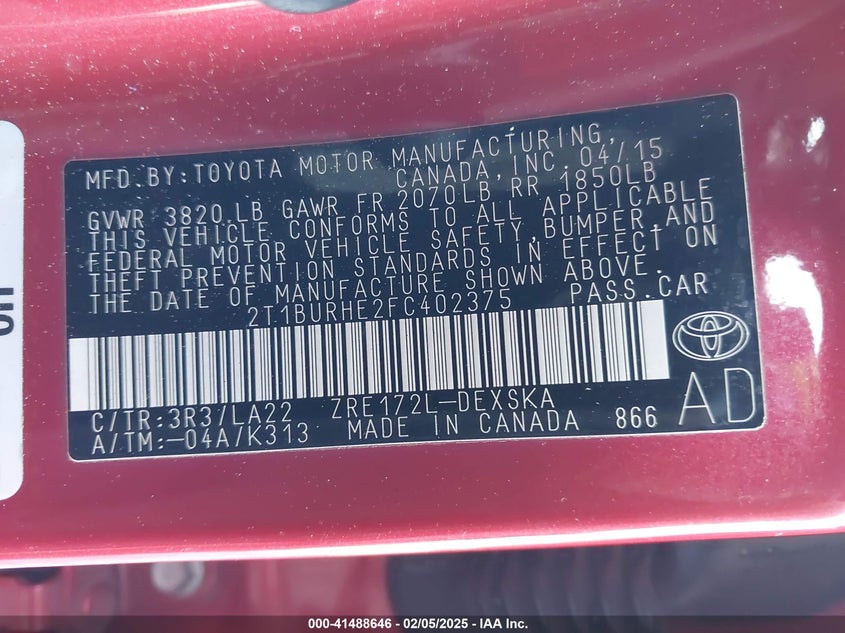 MFD.BY:TOYOTA MOTOR MANUFACTURING,
CANADA, INC. 04/15
GVWR 3820 LB GAWR FR 2070LB RR 1850LB
THIS VEHICLE CONFORMS TO ALL APPLICABLE
FEDERAL MOTOR VEHICLE SAFETY, BUMPER, AND
THEFT PREVENTION STANDARDS IN EFFECT ON
THE DATE OF MANUFACTURE SHOWN ABOVE.
2T1BURHE2FC402375 PASS.CAR
C/TR:3R3/LA22 ZRE172L-DEXSKA
A/TM:-04A/K313 MADE IN CANADA 866 AD
000-41488646 - 02/05/2025 - IAA Inc.